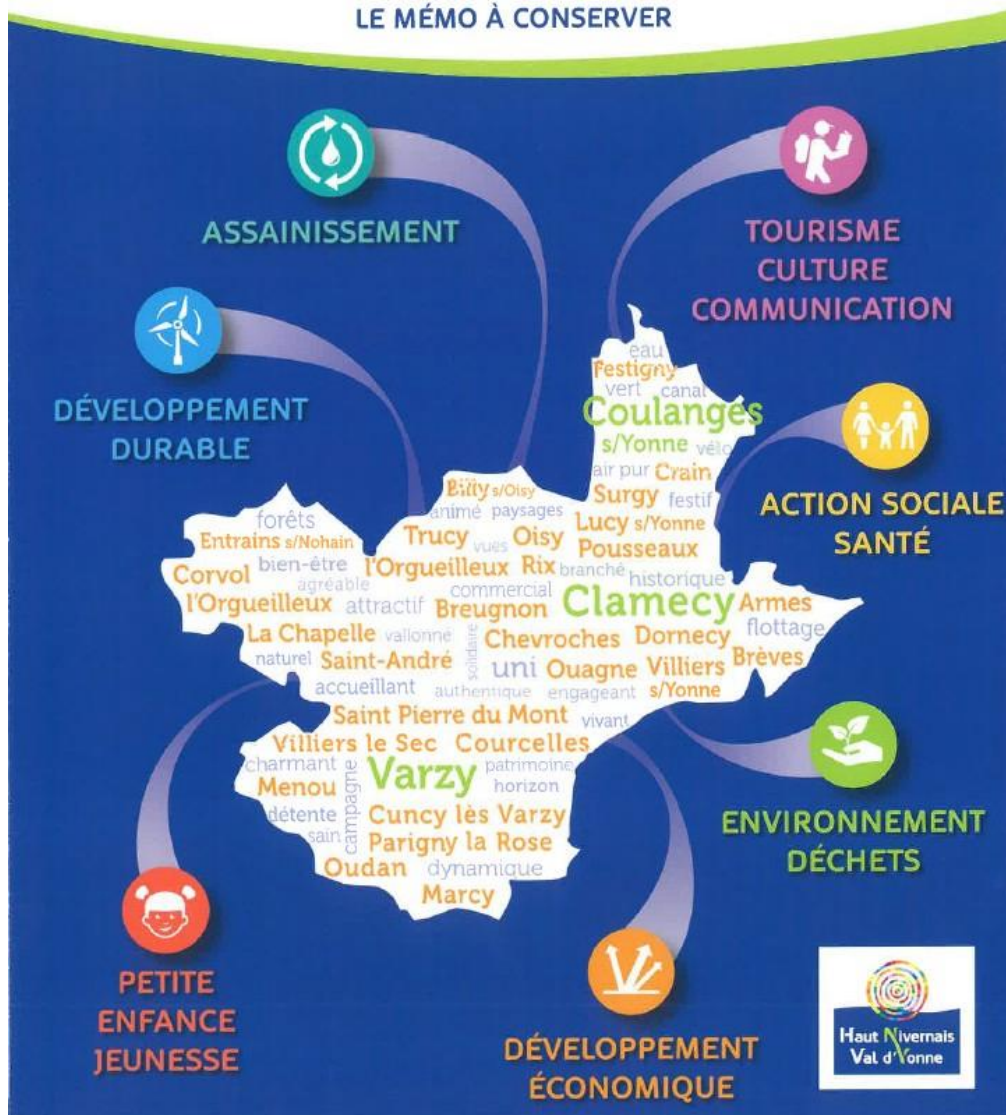 LE MÉMO À CONSERVER
ASSAINISSEMENT
TOURISME
CULTURE
COMMUNICATION
DÉVELOPPEMENT
DURABLE
ACTION SOCIALE
SANTÉ
eau
Festigny
vert canal
Coulanges
s/Yonne vélo
air pur Crain
Billy s/Oisy Surgy festif
forêts animé paysages Lucy s/Yonne
Entrains s/Nohain Trucy vues Oisy Pousseaux
Corvol bien-être l'Orgueilleux Rix branché historique
agréable commercial
l'Orgueilleux attractif Breugnon Clamecy Armes
La Chapelle vallonné solidaire Chevroches Dornecy flottage
naturel Saint-André uni Ouagne Villiers Brèves
accueillant authentique engageant s/Yonne
Saint Pierre du Mont vivant
Villiers le Sec Courcelles
charmant campagne Varzy patrimoine
Menou horizon
détente Cuncy lès Varzy
sain Parigny la Rose
Oudan dynamique
Marcy
ENVIRONNEMENT
DÉCHETS
PETITE
ENFANCE
JEUNESSE
DÉVELOPPEMENT
ÉCONOMIQUE
Haut Nivernais
Val d'Yonne